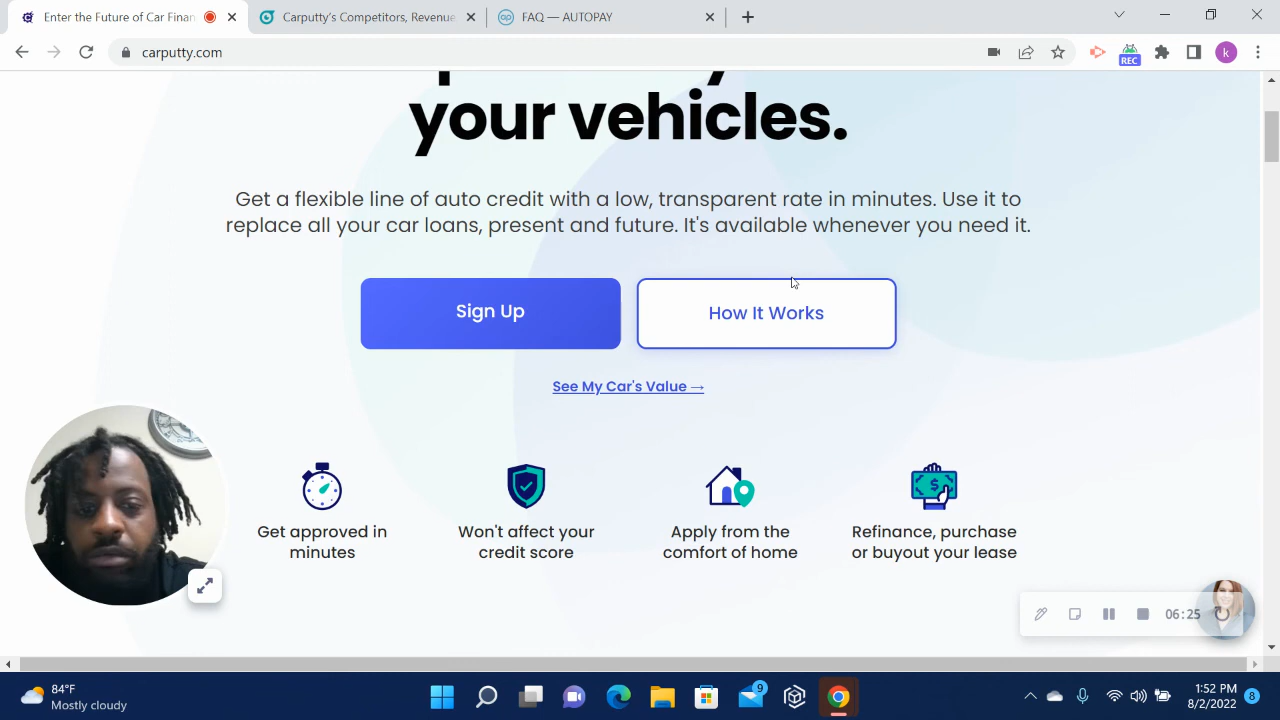 Enter the Future of Car Finan
Carputty's Competitors, Revenue
FAQ — AUTOPAY
carputty.com
REC
k
your vehicles.
Get a flexible line of auto credit with a low, transparent rate in minutes. Use it to
replace all your car loans, present and future. It's available whenever you need it.
Sign Up
How It Works
See My Car's Value →
Get approved in
minutes
Won't affect your
credit score
Apply from the
comfort of home
Refinance, purchase
or buyout your lease
06:25
84°F
Mostly cloudy
9
1:52 PM
8/2/2022
8